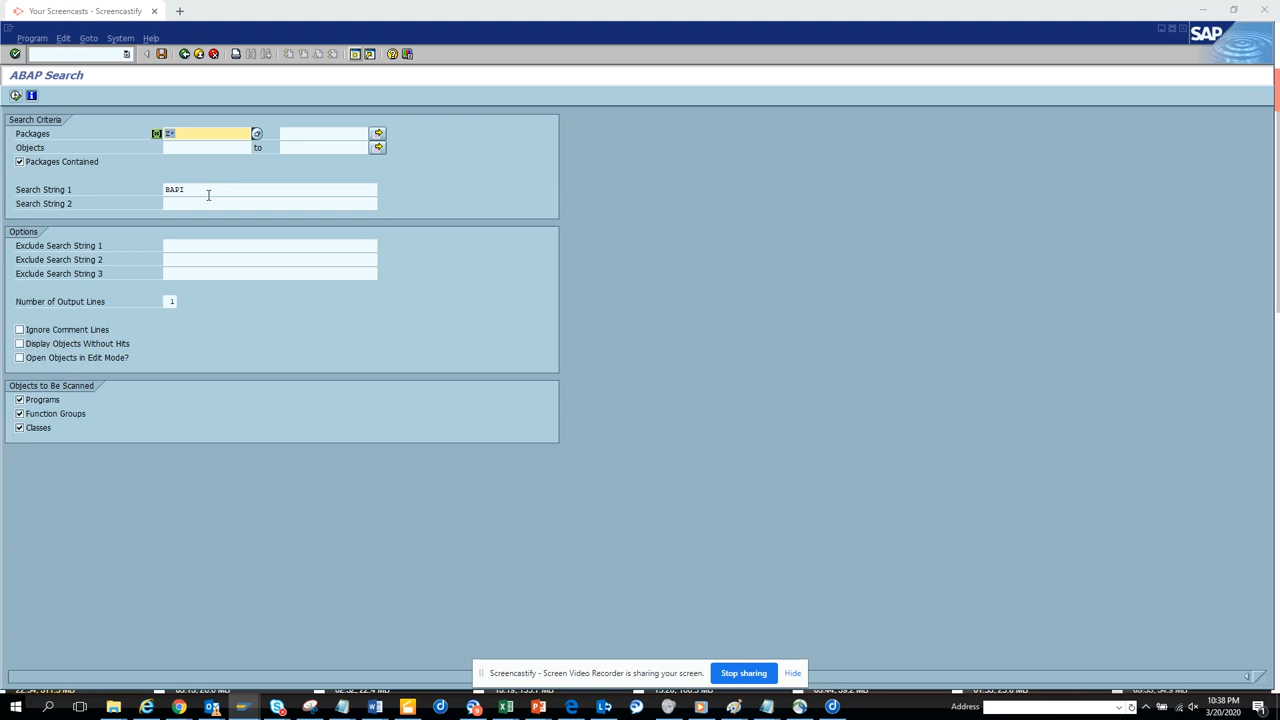 Your Screencasts - Screencastify
Program Edit Goto System Help
SAP
ABAP Search
Search Criteria
Packages Z*
Objects to
Packages Contained
Search String 1 BAPI
Search String 2
Options
Exclude Search String 1
Exclude Search String 2
Exclude Search String 3
Number of Output Lines 1
Ignore Comment Lines
Display Objects Without Hits
Open Objects in Edit Mode?
Objects to Be Scanned
Programs
Function Groups
Classes
Screencastify - Screen Video Recorder is sharing your screen. Stop sharing Hide
Address
10:38 PM
3/20/2020